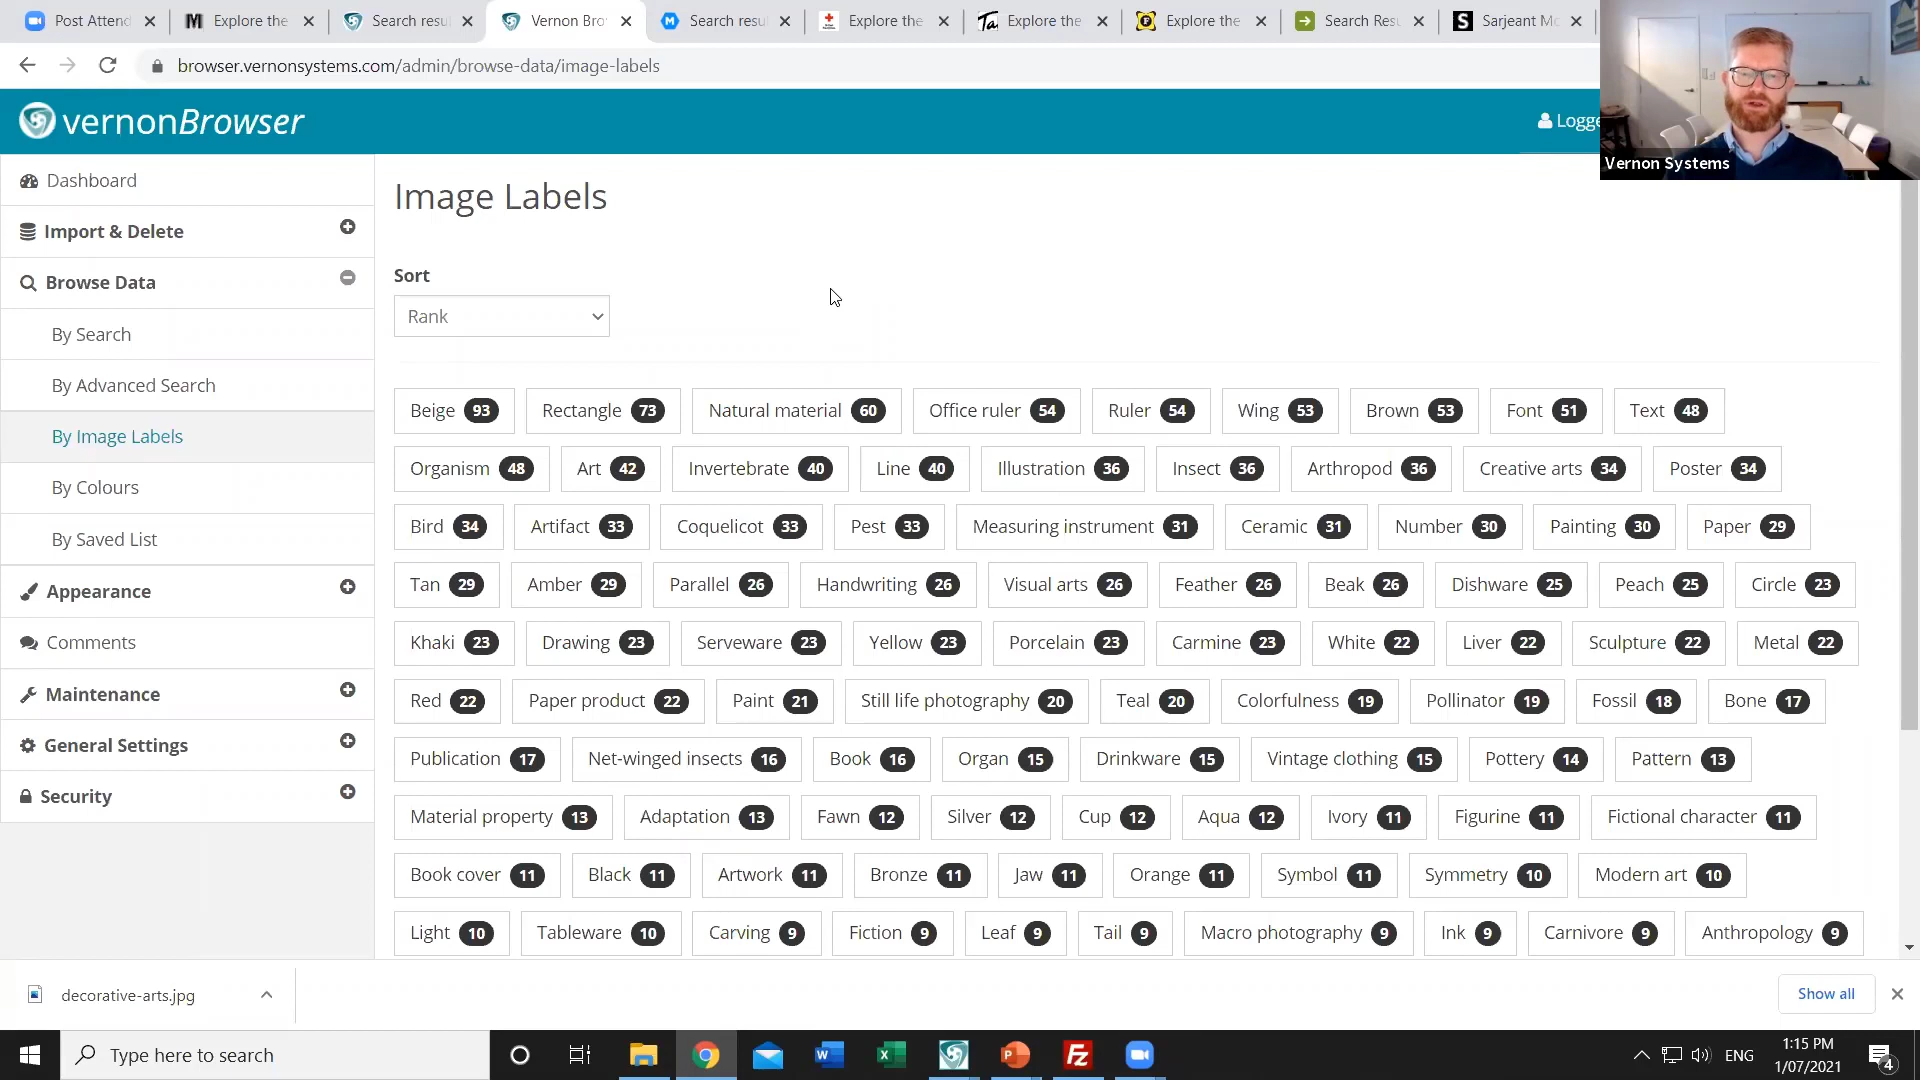 Post Attend
Explore the
Search resu
Vernon Bro
Search resu
Explore the
Explore the
Explore the
Search Res
Sarjeant Mo
browser.vernonsystems.com/admin/browse-data/image-labels
vernonBrowser
Logge
Vernon Systems
Dashboard
Import & Delete
Browse Data
By Search
By Advanced Search
By Image Labels
By Colours
By Saved List
Appearance
Comments
Maintenance
General Settings
Security
Image Labels
Sort
Rank
Beige 93 Rectangle 73 Natural material 60 Office ruler 54 Ruler 54 Wing 53 Brown 53 Font 51 Text 48
Organism 48 Art 42 Invertebrate 40 Line 40 Illustration 36 Insect 36 Arthropod 36 Creative arts 34 Poster 34
Bird 34 Artifact 33 Coquelicot 33 Pest 33 Measuring instrument 31 Ceramic 31 Number 30 Painting 30 Paper 29
Tan 29 Amber 29 Parallel 26 Handwriting 26 Visual arts 26 Feather 26 Beak 26 Dishware 25 Peach 25 Circle 23
Khaki 23 Drawing 23 Serveware 23 Yellow 23 Porcelain 23 Carmine 23 White 22 Liver 22 Sculpture 22 Metal 22
Red 22 Paper product 22 Paint 21 Still life photography 20 Teal 20 Colorfulness 19 Pollinator 19 Fossil 18 Bone 17
Publication 17 Net-winged insects 16 Book 16 Organ 15 Drinkware 15 Vintage clothing 15 Pottery 14 Pattern 13
Material property 13 Adaptation 13 Fawn 12 Silver 12 Cup 12 Aqua 12 Ivory 11 Figurine 11 Fictional character 11
Book cover 11 Black 11 Artwork 11 Bronze 11 Jaw 11 Orange 11 Symbol 11 Symmetry 10 Modern art 10
Light 10 Tableware 10 Carving 9 Fiction 9 Leaf 9 Tail 9 Macro photography 9 Ink 9 Carnivore 9 Anthropology 9
decorative-arts.jpg
Show all
Type here to search
ENG
1:15 PM
1/07/2021
4